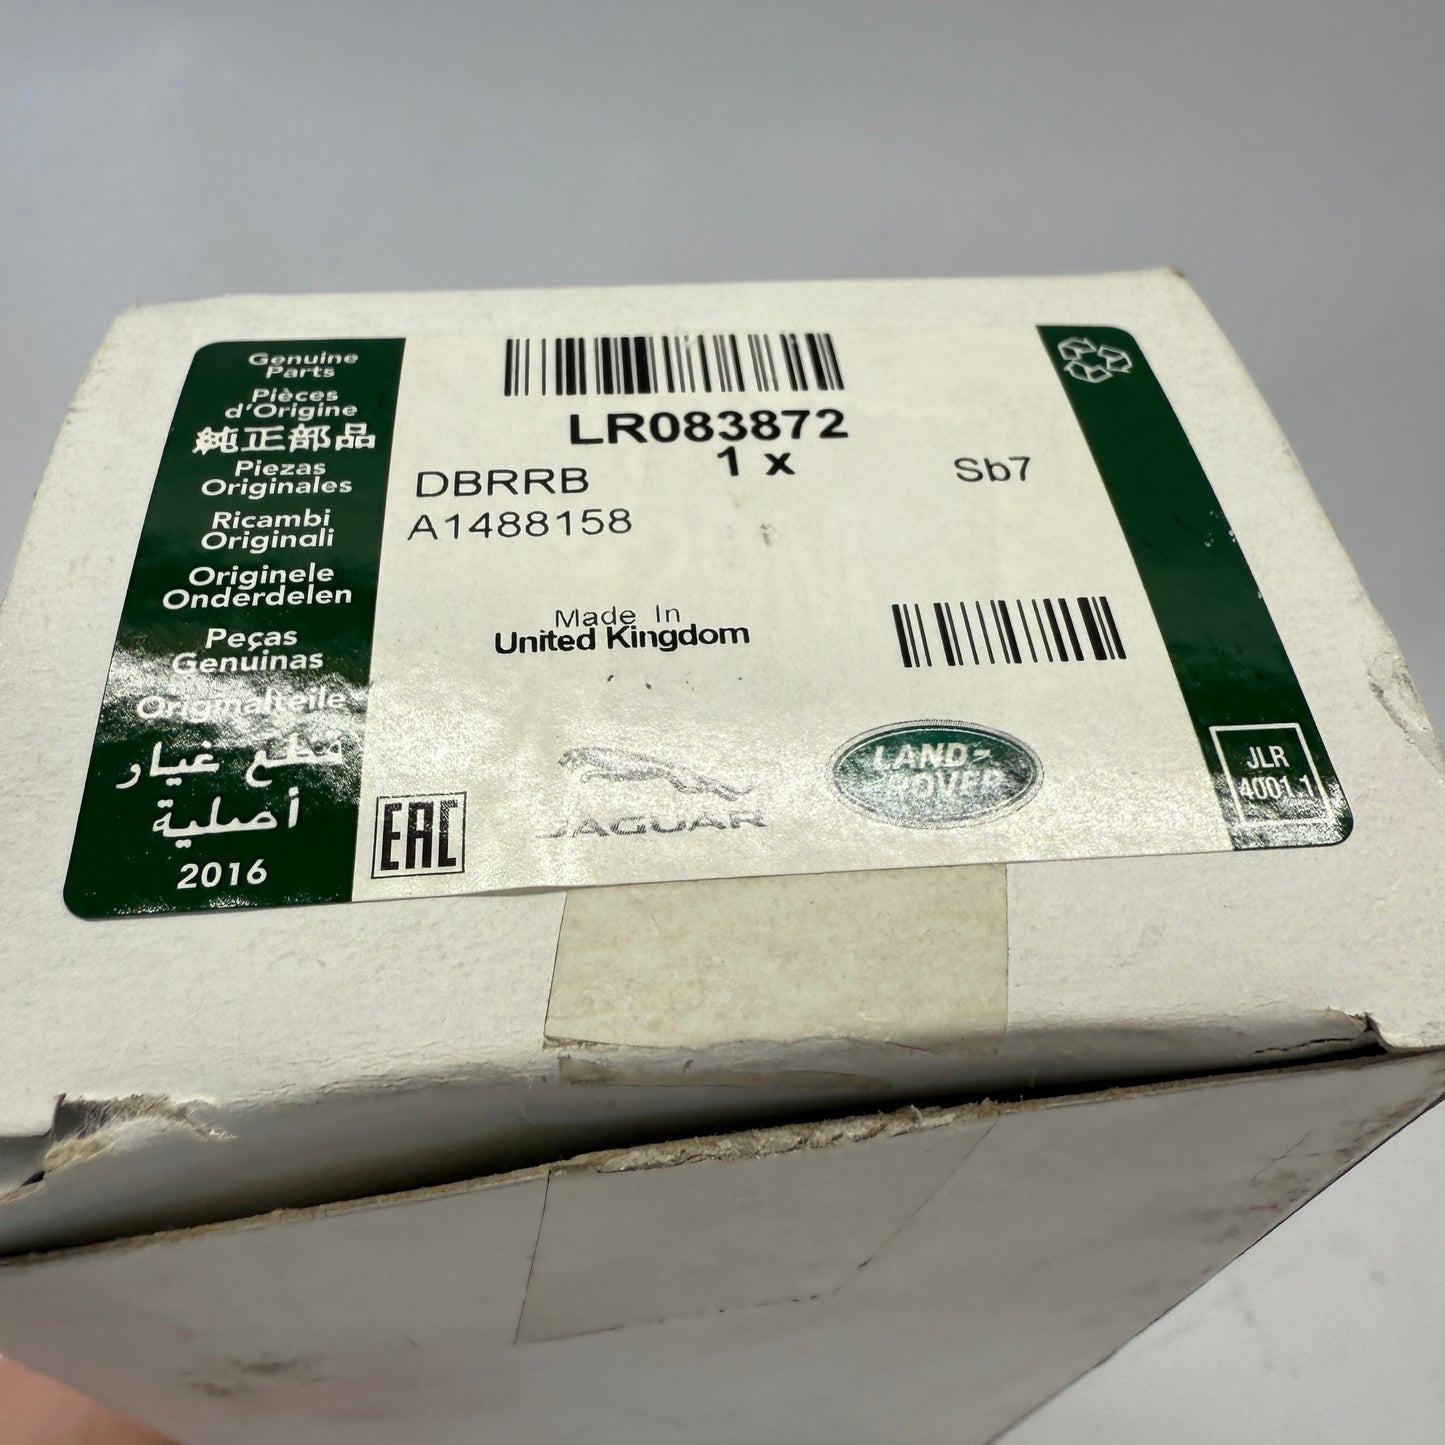 Genuine
Parts
Pièces
d'Origine
純正部品
Piezas
Originales
Ricambi
Originali
Originele
Onderdelen
Peças
Genuínas
Originalteile
قطع غيار
أصلية
2016
LR083872
1 x
DBRRB
Sb7
A1488158
Made In
United Kingdom
EAC
JAGUAR
LAND-
ROVER
JLR
4001.1